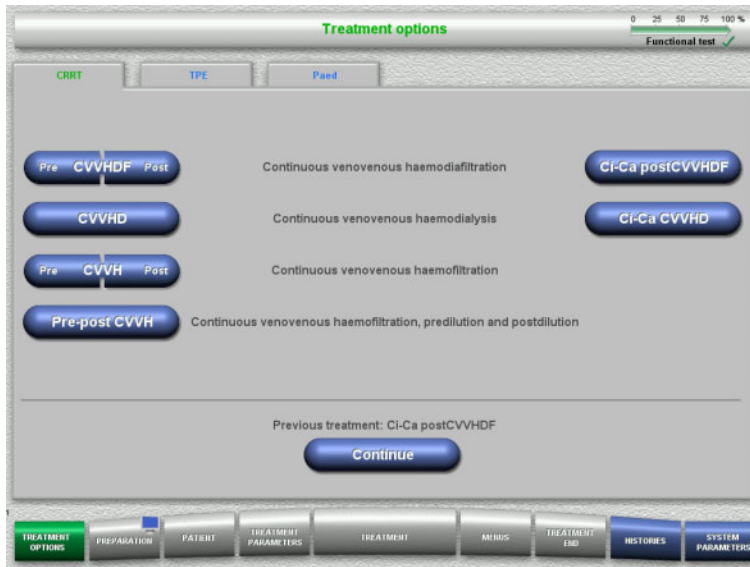 Treatment options
0 25 50 75 100 %
Functional test
CRRT TPE Paed
Pre CVVHDF Post Continuous venovenous haemodiafiltration Ci-Ca postCVVHDF
CVVHD Continuous venovenous haemodialysis Ci-Ca CVVHD
Pre CVVH Post Continuous venovenous haemofiltration
Pre-post CVVH Continuous venovenous haemofiltration, predilution and postdilution
Previous treatment: Ci-Ca postCVVHDF
Continue
1
TREATMENT OPTIONS
PREPARATION
PATIENT
TREATMENT PARAMETERS
TREATMENT
MENUS
TREATMENT END
HISTORIES
SYSTEM PARAMETERS